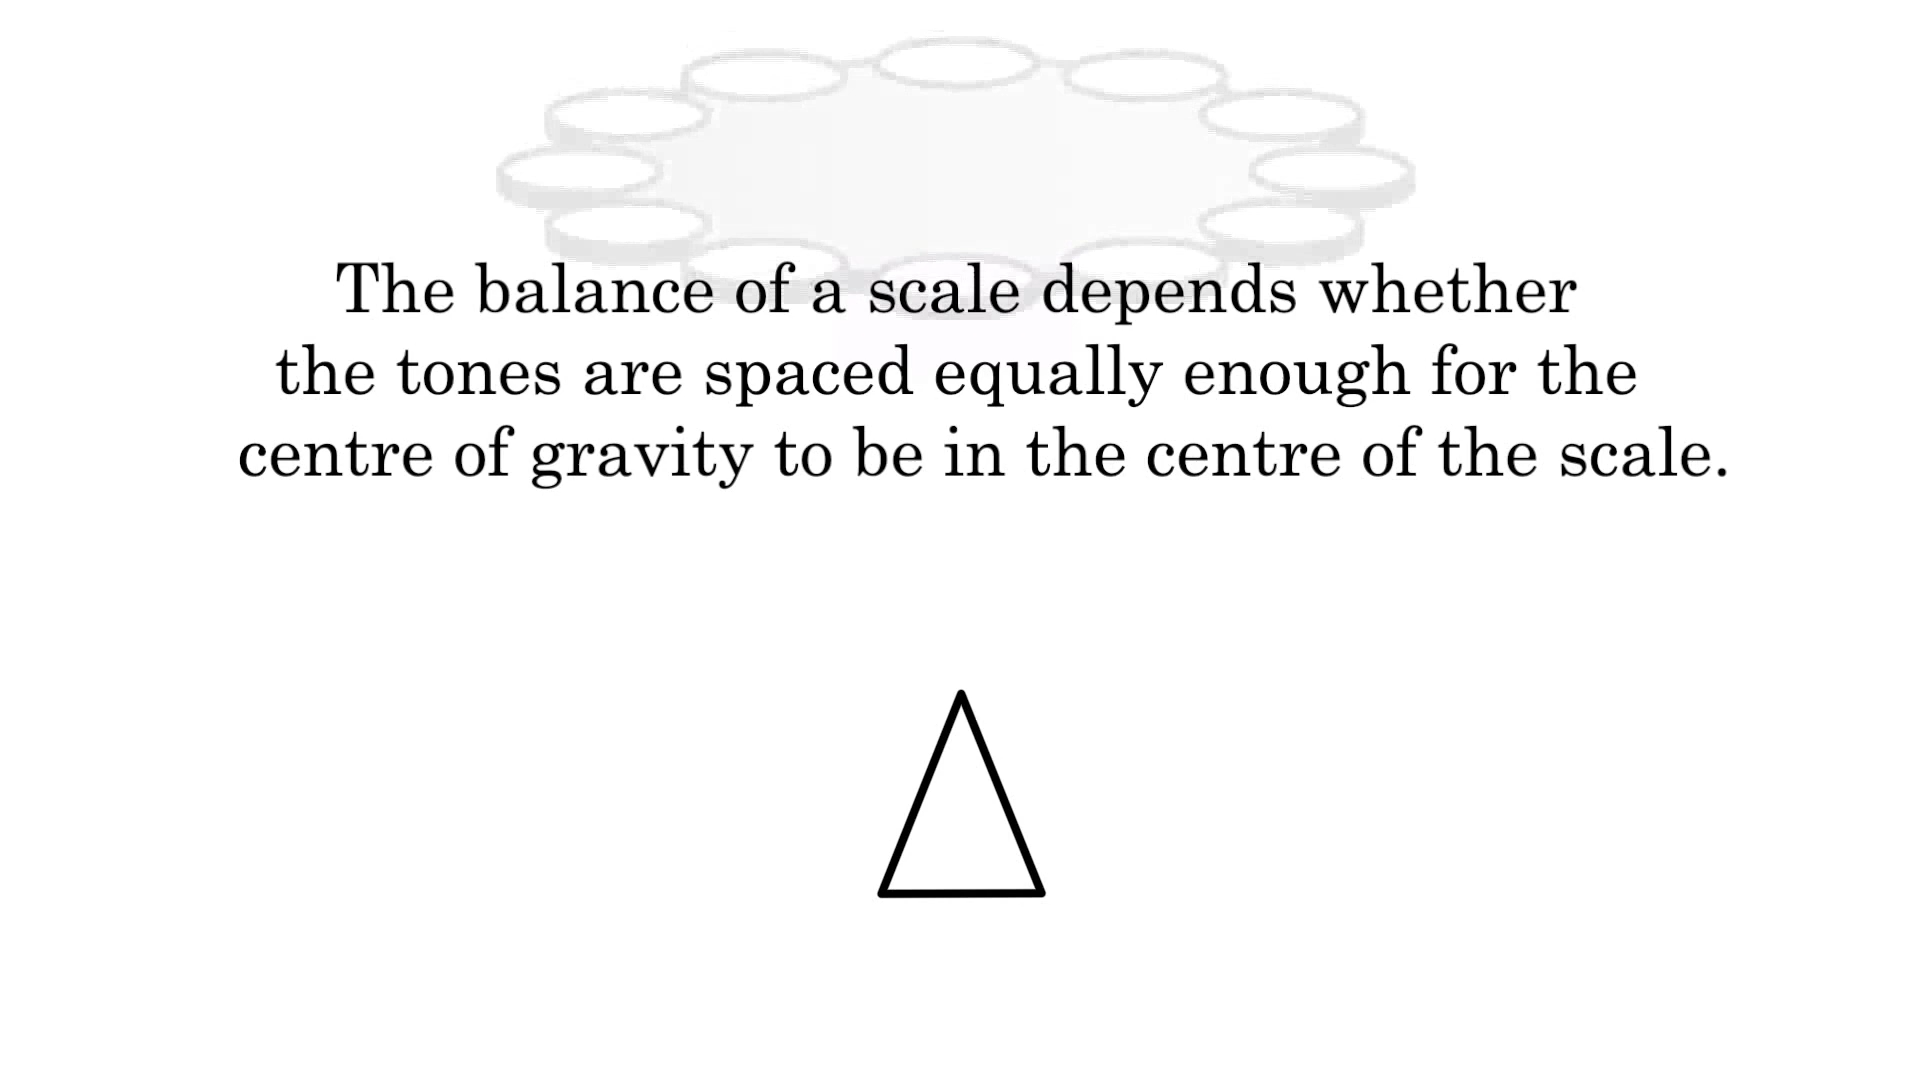 The balance of a scale depends whether
the tones are spaced equally enough for the
centre of gravity to be in the centre of the scale.